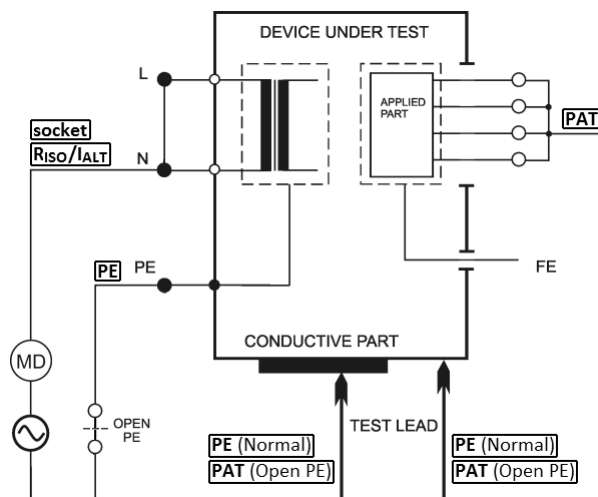 DEVICE UNDER TEST
L
APPLIED
PART
PAT
socket
RISO/IALT
N
PE
PE
FE
CONDUCTIVE PART
MD
OPEN
PE
TEST LEAD
PE (Normal)
PAT (Open PE)
PE (Normal)
PAT (Open PE)